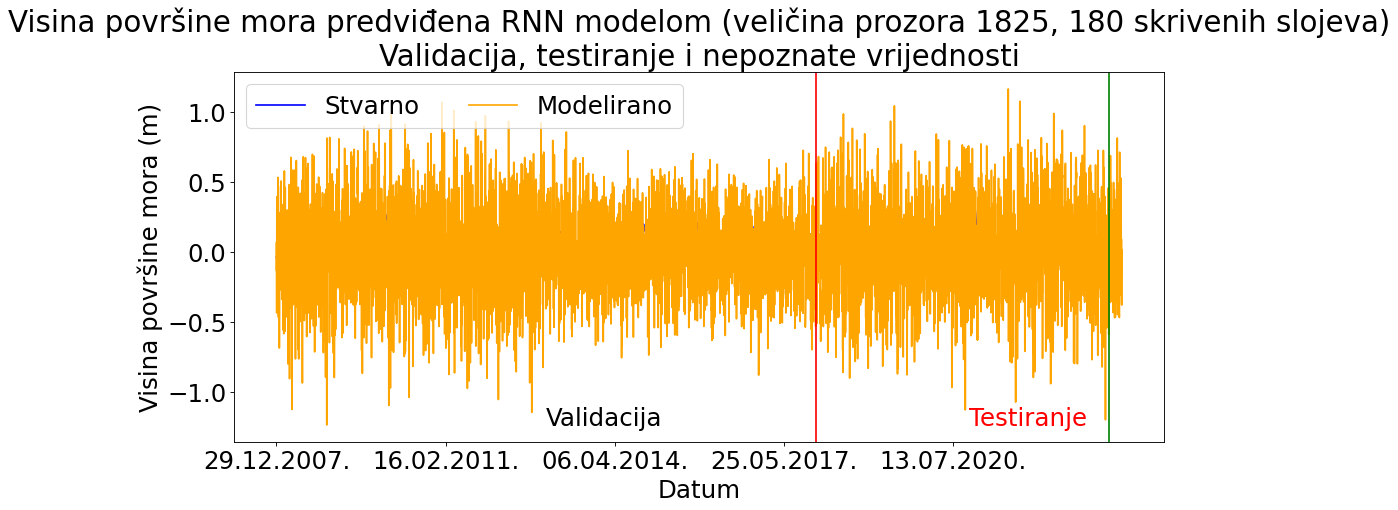 Visina površine mora predviđena RNN modelom (veličina prozora 1825, 180 skrivenih slojeva)
Validacija, testiranje i nepoznate vrijednosti
Stvarno
Modelirano
Visina površine mora (m)
1.0
0.5
0.0
−0.5
−1.0
Validacija
Testiranje
29.12.2007.
16.02.2011.
06.04.2014.
25.05.2017.
13.07.2020.
Datum